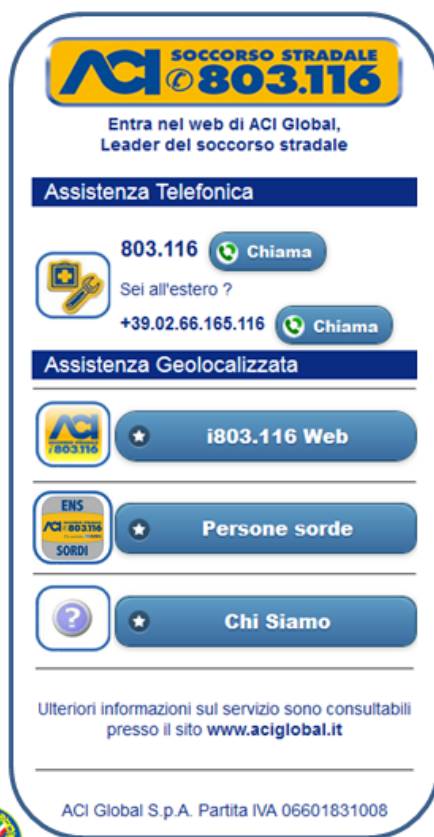 ACI SOCCORSO STRADALE
803.116
Entra nel web di ACI Global,
Leader del soccorso stradale
Assistenza Telefonica
803.116 Chiama
Sei all'estero ?
+39.02.66.165.116 Chiama
Assistenza Geolocalizzata
ACI
i803.116
i803.116 Web
ENS
ACI i803.116
SORDI
Persone sorde
?
Chi Siamo
Ulteriori informazioni sul servizio sono consultabili
presso il sito www.aciglobal.it
ACI Global S.p.A. Partita IVA 06601831008